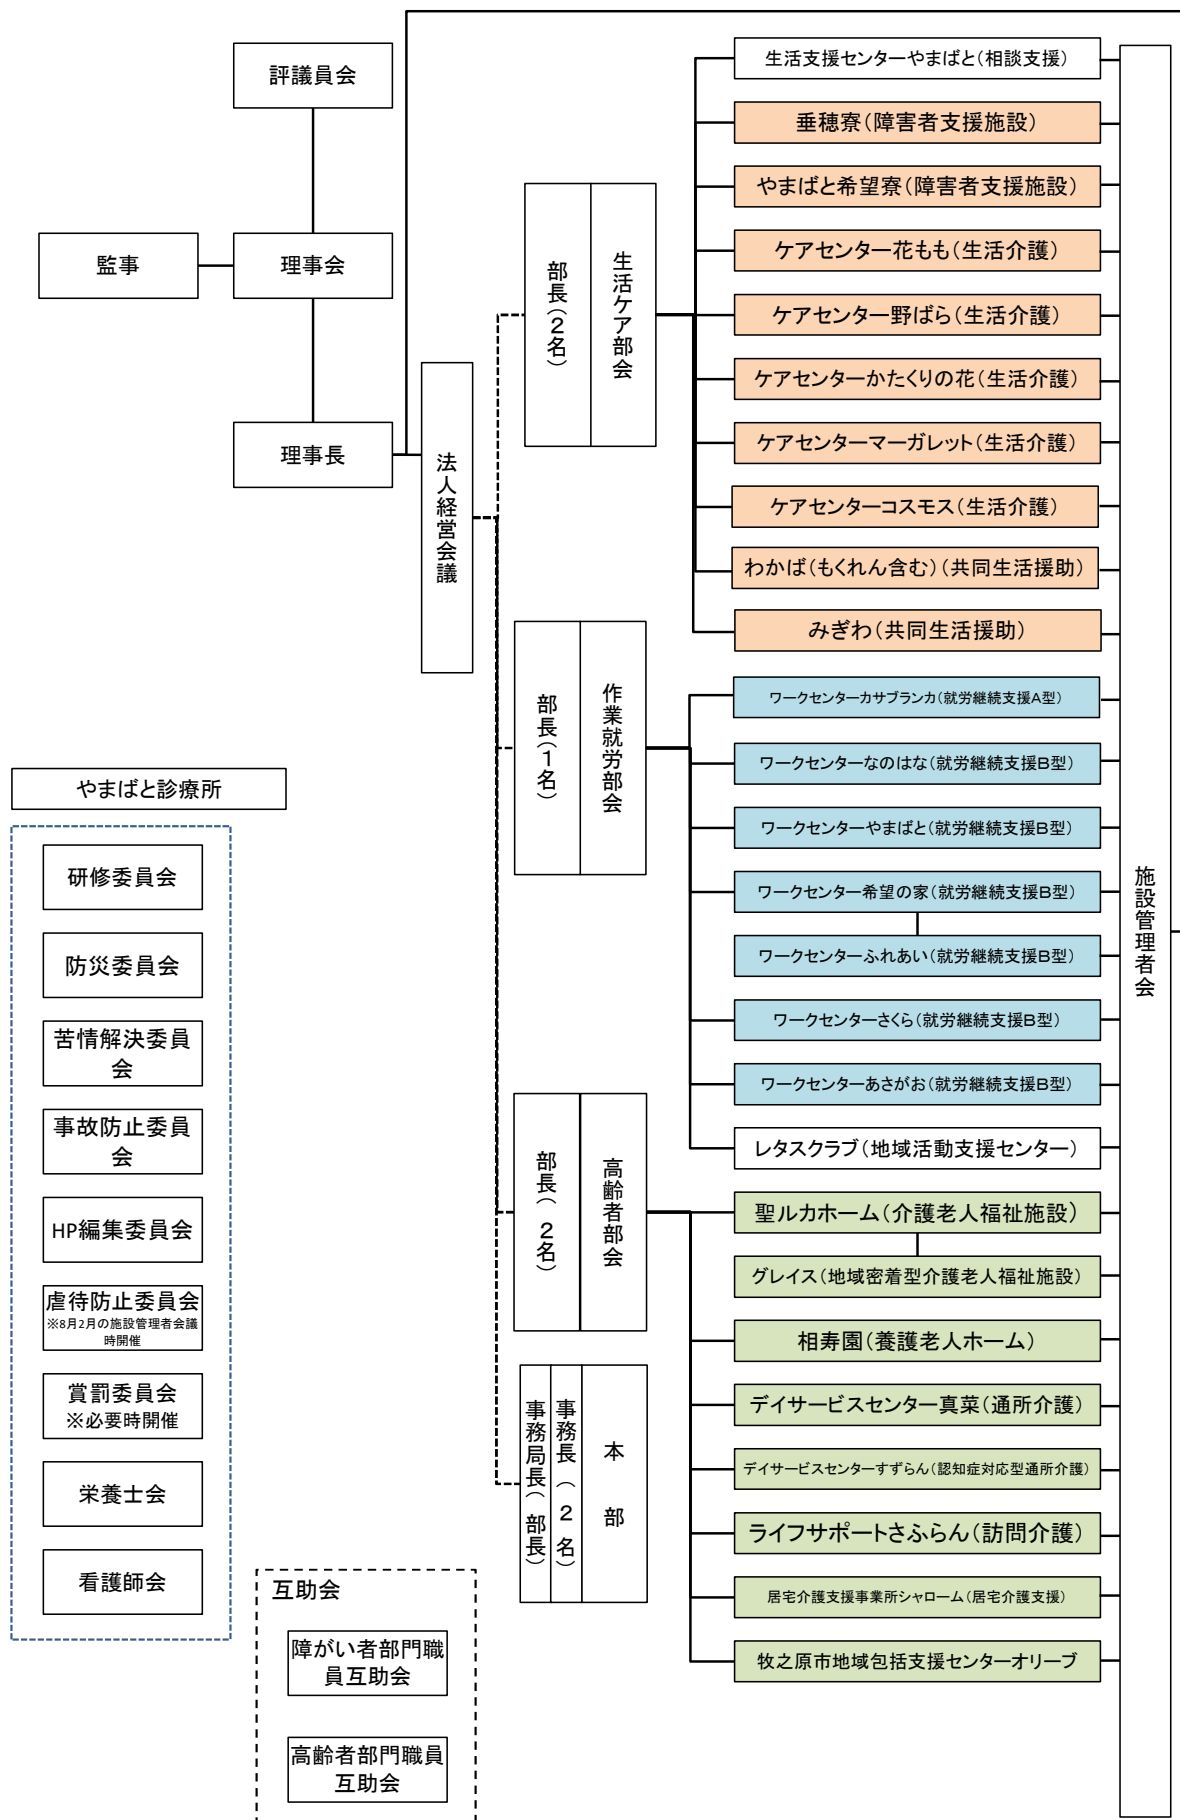 評議員会
監事
理事会
理事長
法人経営会議
部長(2名)
生活ケア部会
生活支援センターやまばと(相談支援)
垂穂寮(障害者支援施設)
やまばと希望寮(障害者支援施設)
ケアセンター花もも(生活介護)
ケアセンター野ばら(生活介護)
ケアセンターかたくりの花(生活介護)
ケアセンターマーガレット(生活介護)
ケアセンターコスモス(生活介護)
わかば(もくれん含む)(共同生活援助)
みぎわ(共同生活援助)
部長(1名)
作業就労部会
ワークセンターカサブランカ(就労継続支援A型)
ワークセンターなのはな(就労継続支援B型)
ワークセンターやまばと(就労継続支援B型)
ワークセンター希望の家(就労継続支援B型)
ワークセンターふれあい(就労継続支援B型)
ワークセンターさくら(就労継続支援B型)
ワークセンターあさがお(就労継続支援B型)
レタスクラブ(地域活動支援センター)
部長(2名)
高齢者部会
聖ルカホーム(介護老人福祉施設)
グレイス(地域密着型介護老人福祉施設)
相寿園(養護老人ホーム)
デイサービスセンター真菜(通所介護)
デイサービスセンターすずらん(認知症対応型通所介護)
ライフサポートさふらん(訪問介護)
居宅介護支援事業所シャローム(居宅介護支援)
牧之原市地域包括支援センターオリーブ
事務局長(部長)
事務長(2名)
本部
施設管理者会
やまばと診療所
研修委員会
防災委員会
苦情解決委員
会
事故防止委員
会
HP編集委員会
虐待防止委員会
※8月2月の施設管理者会議
時開催
賞罰委員会
※必要時開催
栄養士会
看護師会
互助会
障がい者部門職
員互助会
高齢者部門職員
互助会